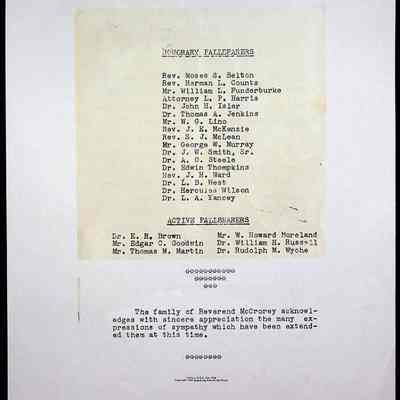 HONORARY PALLBEARERS
Rev. Moses S. Belton
Rev. Herman L. Counts
Mr. William L. Funderburke
Attorney L. P. Harris
Dr. John H. Isler
Dr. Thomas A. Jenkins
Mr. W. G. Lino
Rev. J. E. McKenzie
Rev. S. J. McLean
Mr. George W. Murray
Dr. J. W. Smith, Sr.
Dr. A. C. Steele
Dr. Edwin Thompkins
Rev. J. H. Ward
Dr. L. B. West
Dr. Hercules Wilson
Dr. L. A. Yancey
ACTIVE PALLBEARERS
Dr. E. R. Brown Mr. W. Howard Moreland
Mr. Edgar C. Goodwin Dr. William H. Russell
Mr. Thomas W. Martin Dr. Rudolph M. Wyche
The family of Reverend McCrorey acknowl-
edges with sincere appreciation the many ex-
pressions of sympathy which have been extend-
ed them at this time.